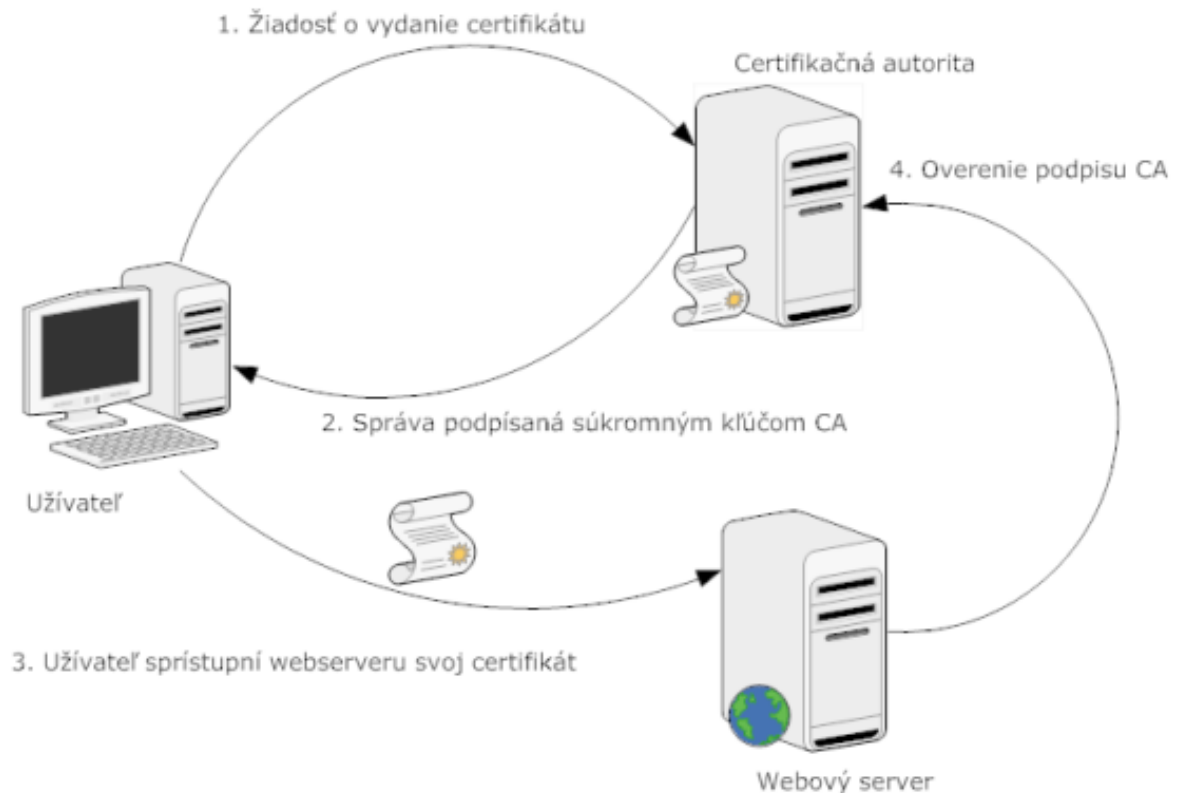 1. Žiadosť o vydanie certifikátu
Certifikačná autorita
4. Overenie podpisu CA
2. Správa podpísaná súkromným kľúčom CA
Užívateľ
3. Užívateľ sprístupní webserveru svoj certifikát
Webový server